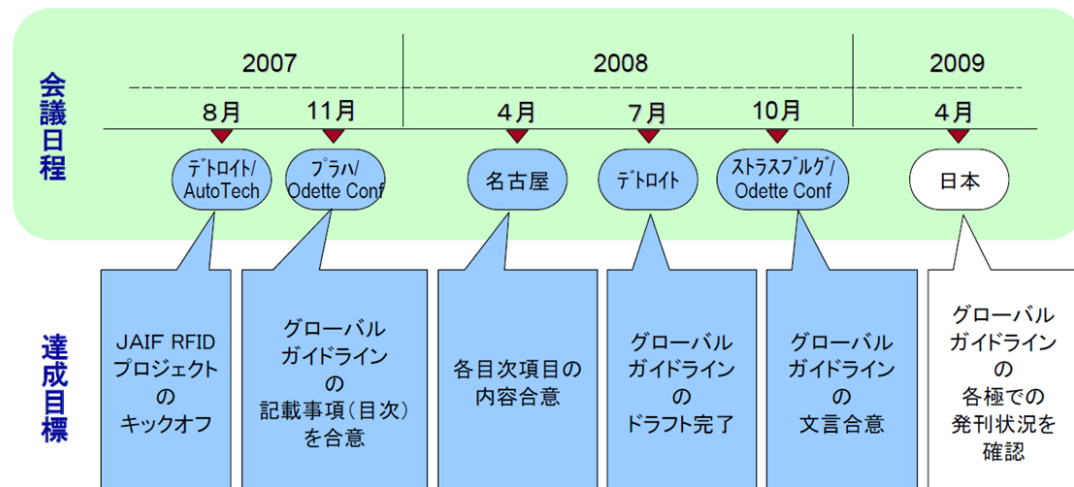 会議日程
2007
2008
2009
8月
11月
4月
7月
10月
4月
ﾃﾞﾄﾛｲﾄ/
AutoTech
ﾌﾟﾗﾊ/
Odette Conf
名古屋
ﾃﾞﾄﾛｲﾄ
ｽﾄﾗｽﾌﾞﾙｸﾞ/
Odette Conf
日本
達成目標
JAIF RFID
プロジェクト
の
キックオフ
グローバル
ガイドライン
の
記載事項(目次)
を合意
各目次項目の
内容合意
グローバル
ガイドライン
の
ドラフト完了
グローバル
ガイドライン
の
文言合意
グローバル
ガイドライン
の
各極での
発刊状況を
確認